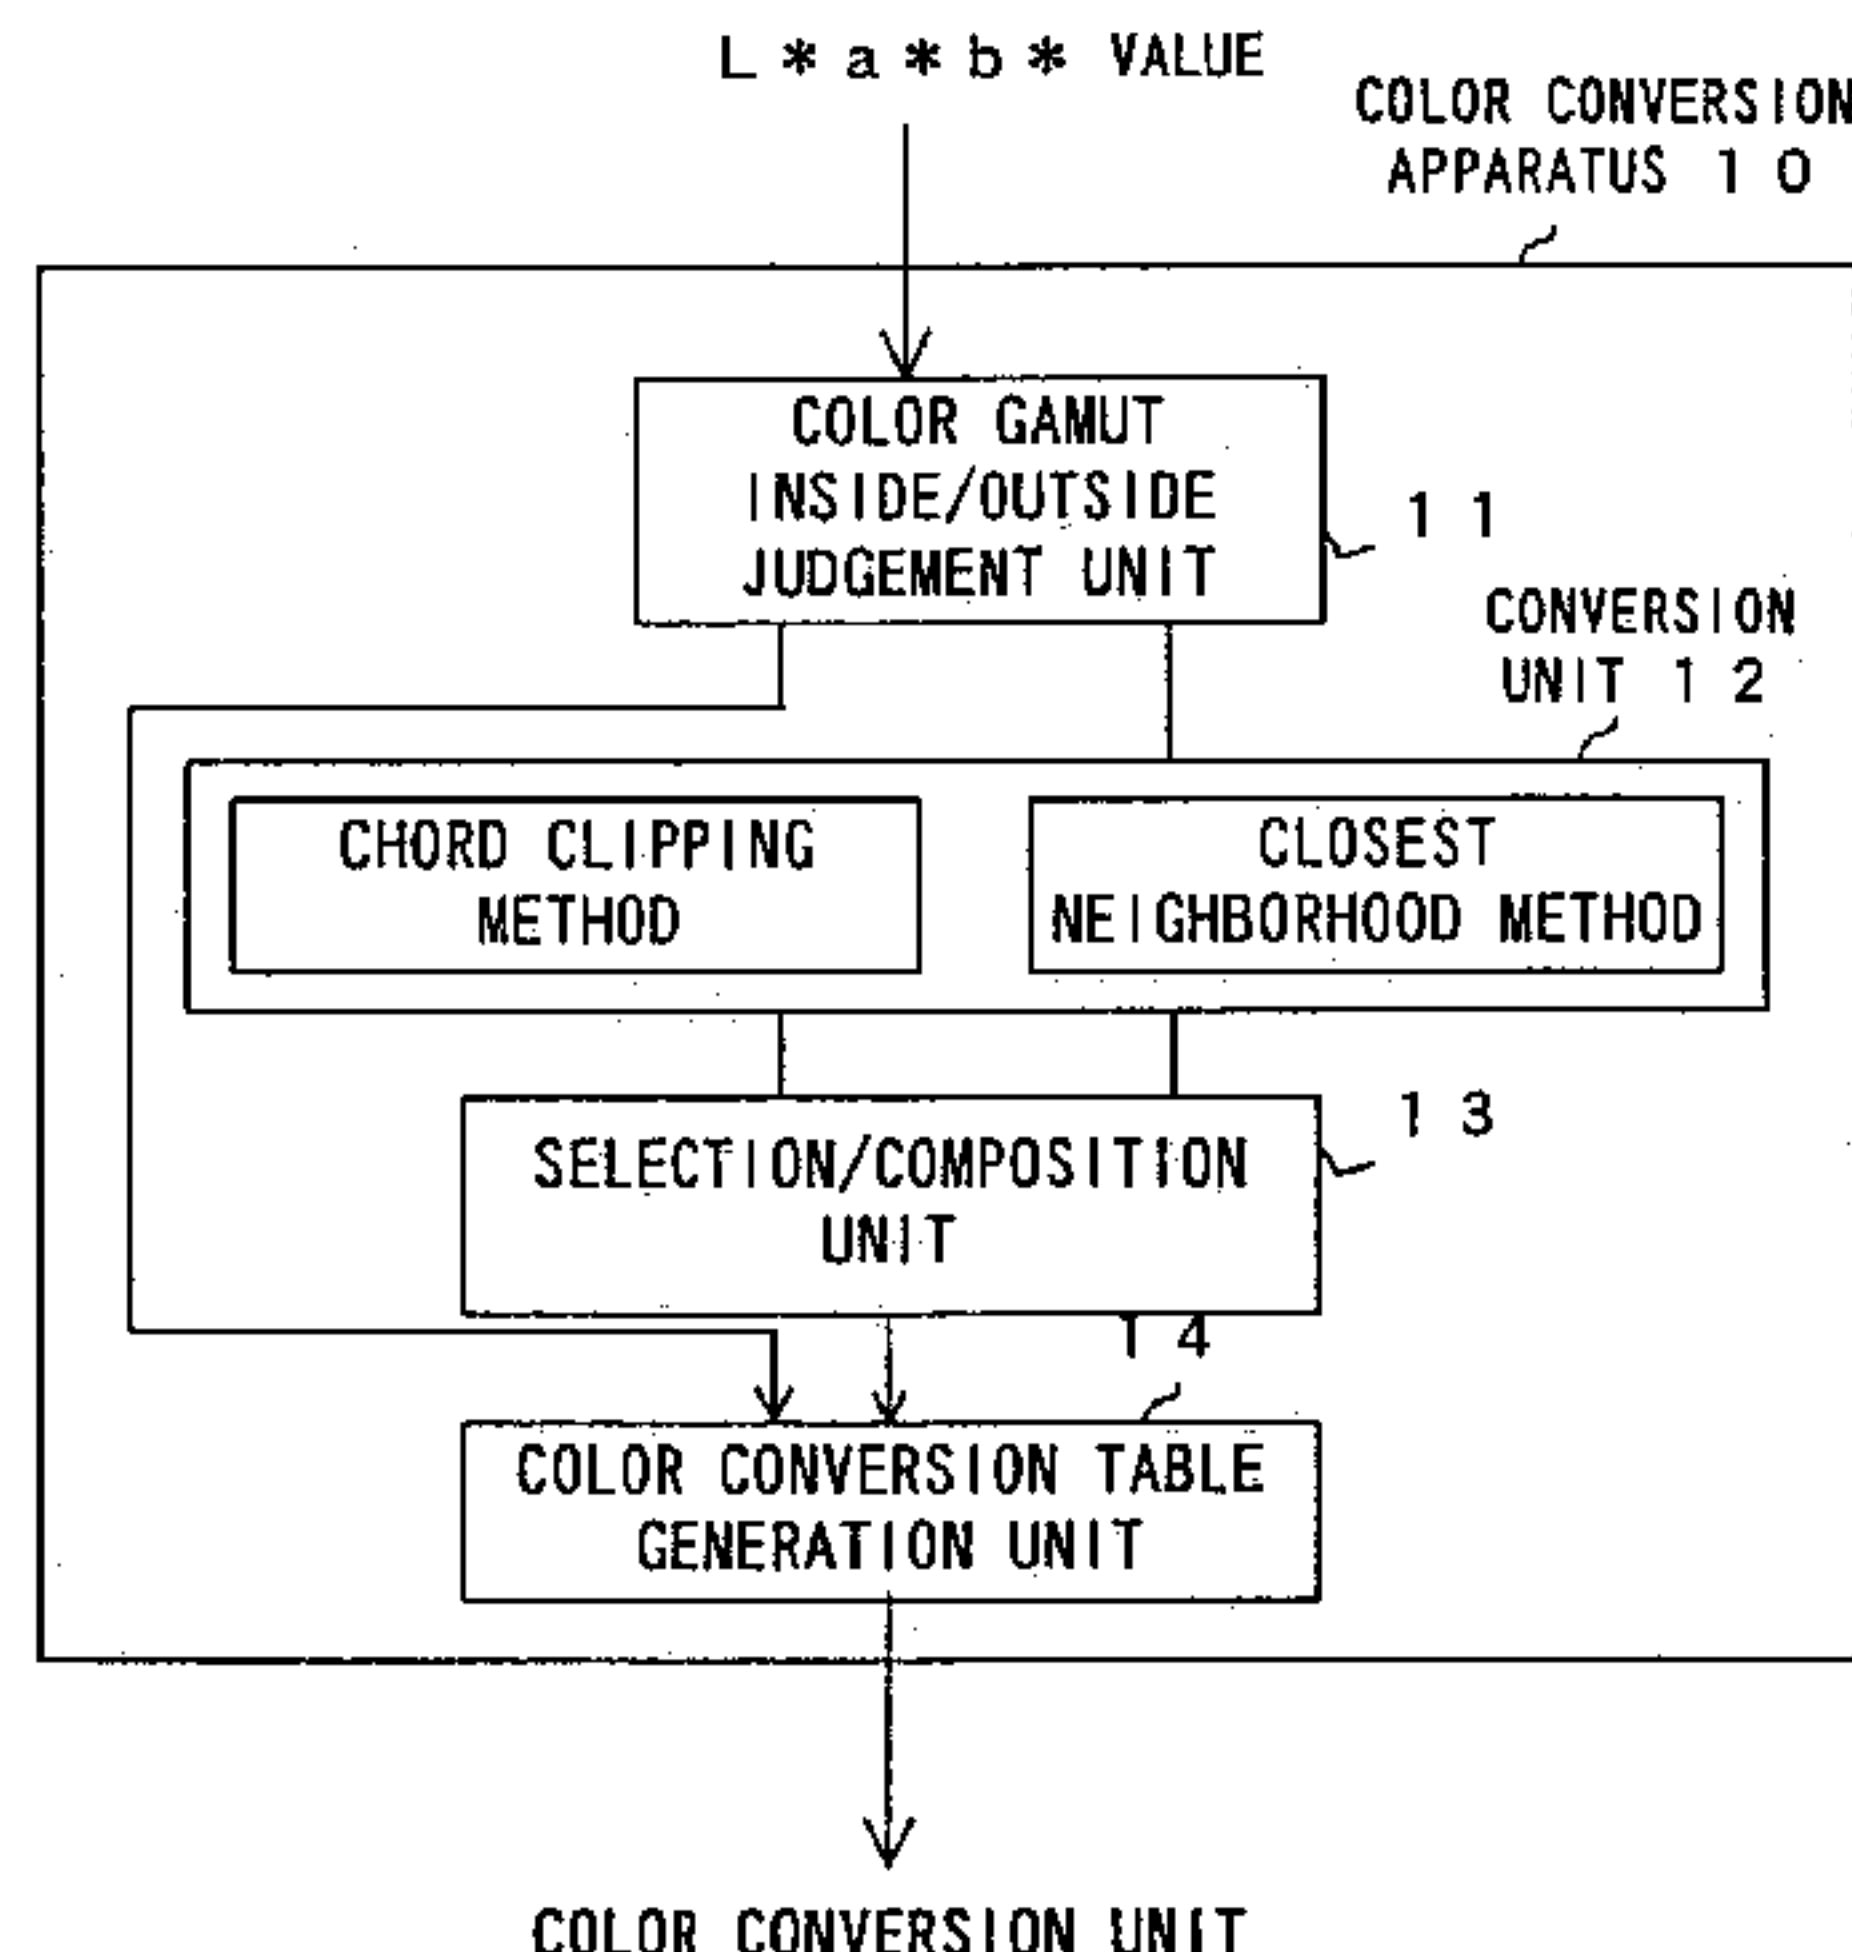 L*a*b* VALUE
COLOR CONVERSION
APPARATUS 10
COLOR GAMUT
INSIDE/OUTSIDE
JUDGEMENT UNIT
11
CONVERSION
UNIT 12
CHORD CLIPPING
METHOD
CLOSEST
NEIGHBORHOOD METHOD
13
SELECTION/COMPOSITION
UNIT
14
COLOR CONVERSION TABLE
GENERATION UNIT
COLOR CONVERSION UNIT